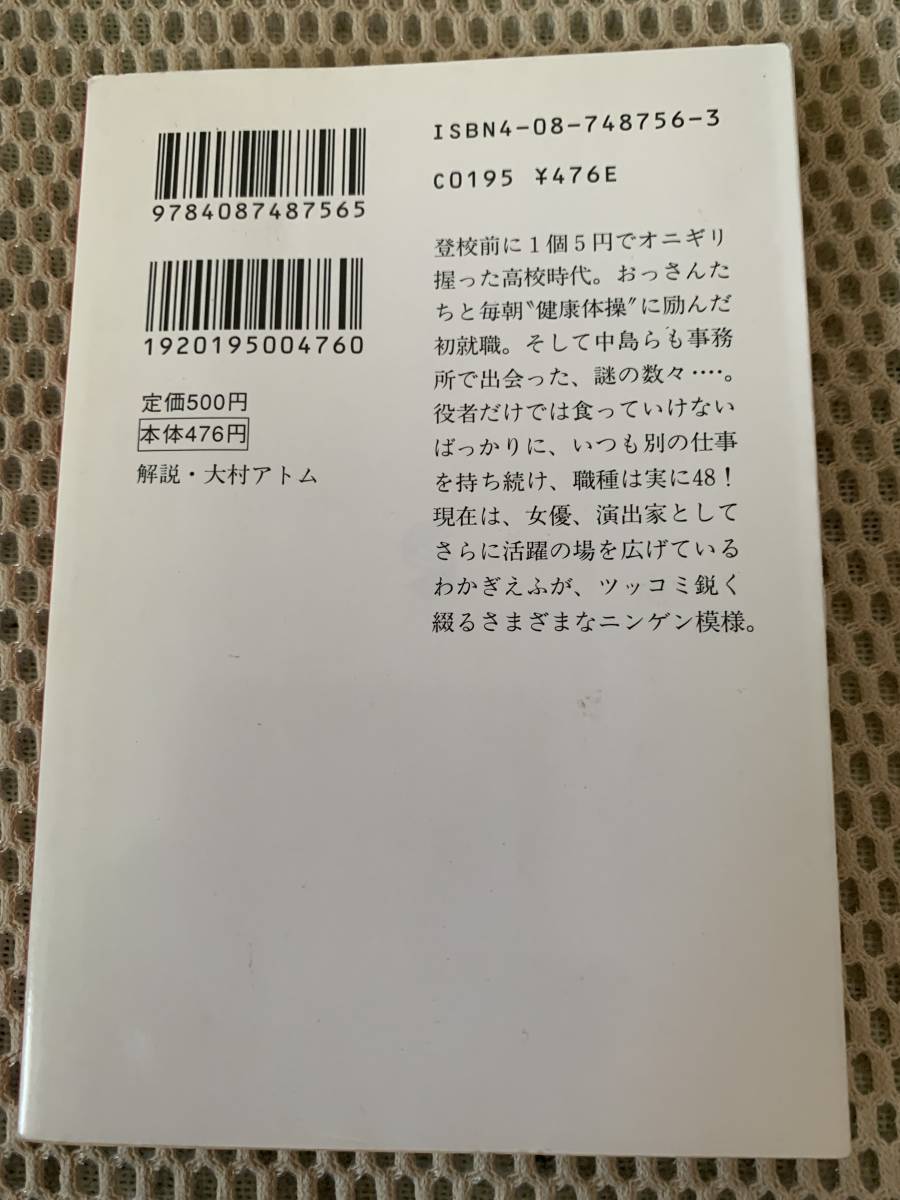 9784087487565
1920195004760
定価500円
本体476円
解説・大村アトム
ISBN4-08-748756-3
C0195 ¥476E
登校前に1個5円でオニギリ
握った高校時代。おっさんた
ちと毎朝〝健康体操〟に励んだ
初就職。そして中島らも事務
所で出会った、謎の数々‥‥。
役者だけでは食っていけない
ばっかりに、いつも別の仕事
を持ち続け、職種は実に48！
現在は、女優、演出家として
さらに活躍の場を広げている
わかぎえふが、ツッコミ鋭く
綴るさまざまなニンゲン模様。